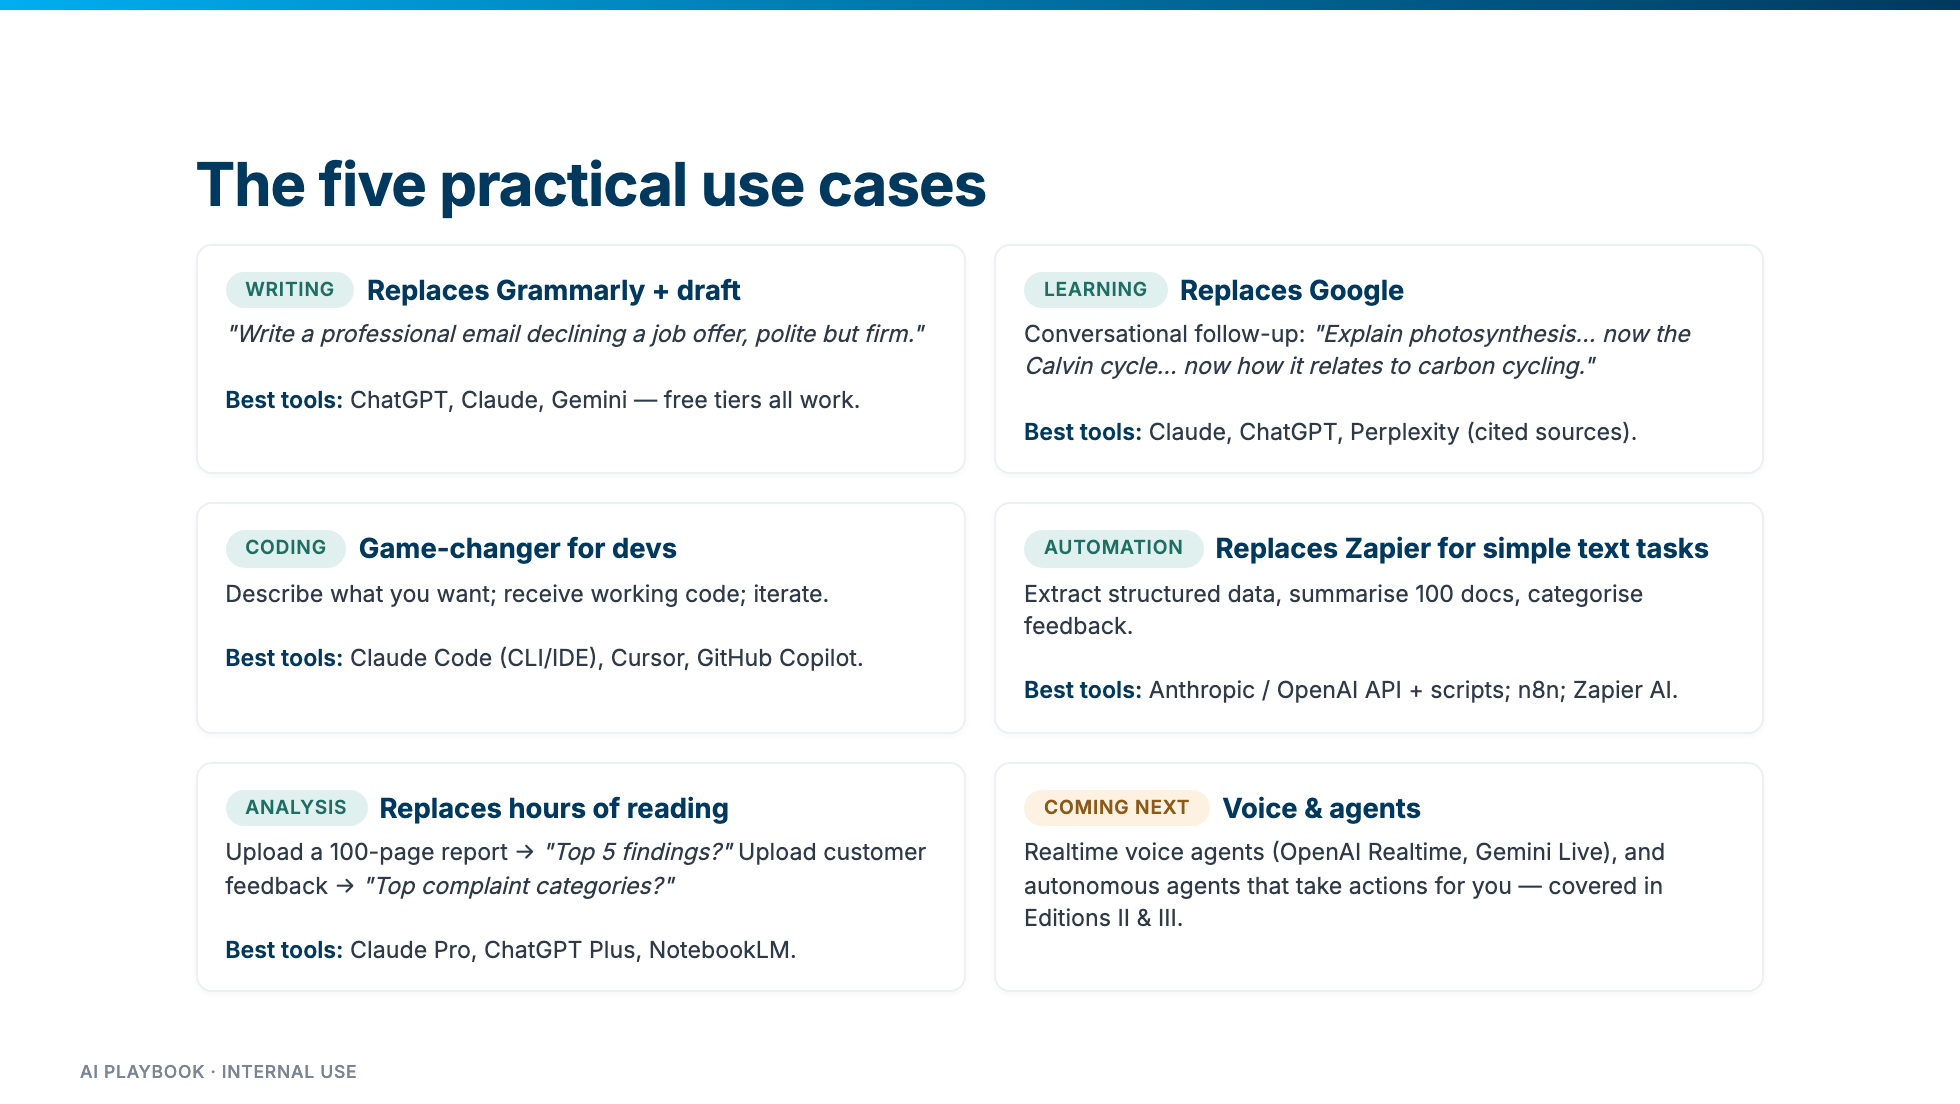 The five practical use cases
WRITING Replaces Grammarly + draft
"Write a professional email declining a job offer, polite but firm."
Best tools: ChatGPT, Claude, Gemini — free tiers all work.
LEARNING Replaces Google
Conversational follow-up: "Explain photosynthesis... now the
Calvin cycle... now how it relates to carbon cycling."
Best tools: Claude, ChatGPT, Perplexity (cited sources).
CODING Game-changer for devs
Describe what you want; receive working code; iterate.
Best tools: Claude Code (CLI/IDE), Cursor, GitHub Copilot.
AUTOMATION Replaces Zapier for simple text tasks
Extract structured data, summarise 100 docs, categorise
feedback.
Best tools: Anthropic / OpenAI API + scripts; n8n; Zapier AI.
ANALYSIS Replaces hours of reading
Upload a 100-page report → "Top 5 findings?" Upload customer
feedback → "Top complaint categories?"
Best tools: Claude Pro, ChatGPT Plus, NotebookLM.
COMING NEXT Voice & agents
Realtime voice agents (OpenAI Realtime, Gemini Live), and
autonomous agents that take actions for you — covered in
Editions II & III.
AI PLAYBOOK · INTERNAL USE